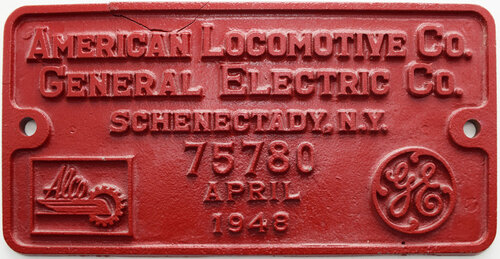 AMERICAN LOCOMOTIVE CO.
GENERAL ELECTRIC CO.
SCHENECTADY, N.Y.
75780
APRIL
1948
Alco
GE